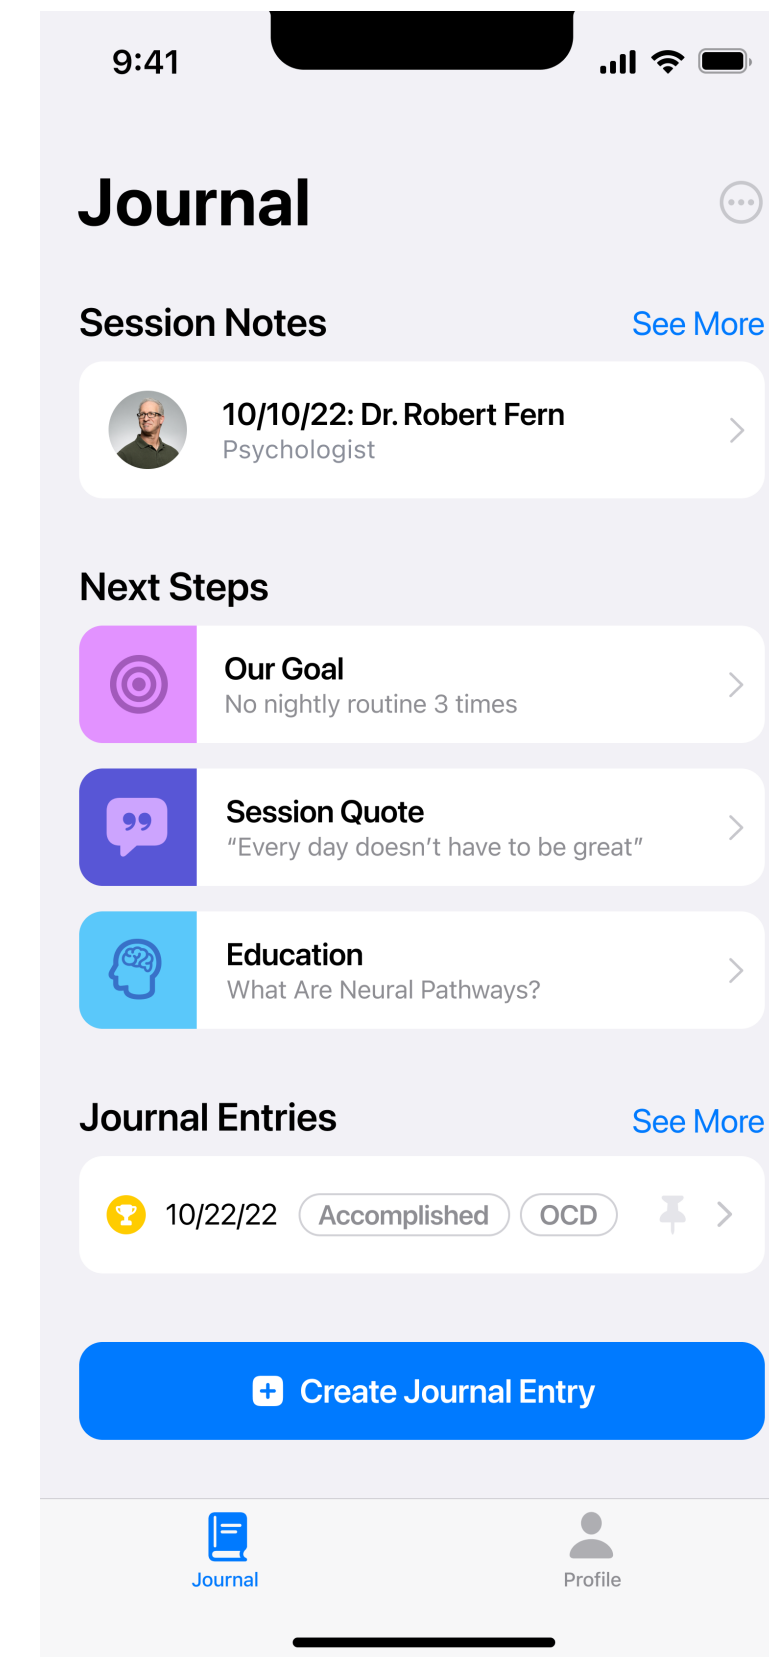 9:41
Journal
Session Notes
See More
10/10/22: Dr. Robert Fern
Psychologist
Next Steps
Our Goal
No nightly routine 3 times
Session Quote
“Every day doesn’t have to be great”
Education
What Are Neural Pathways?
Journal Entries
See More
10/22/22 Accomplished OCD
Create Journal Entry
Journal
Profile